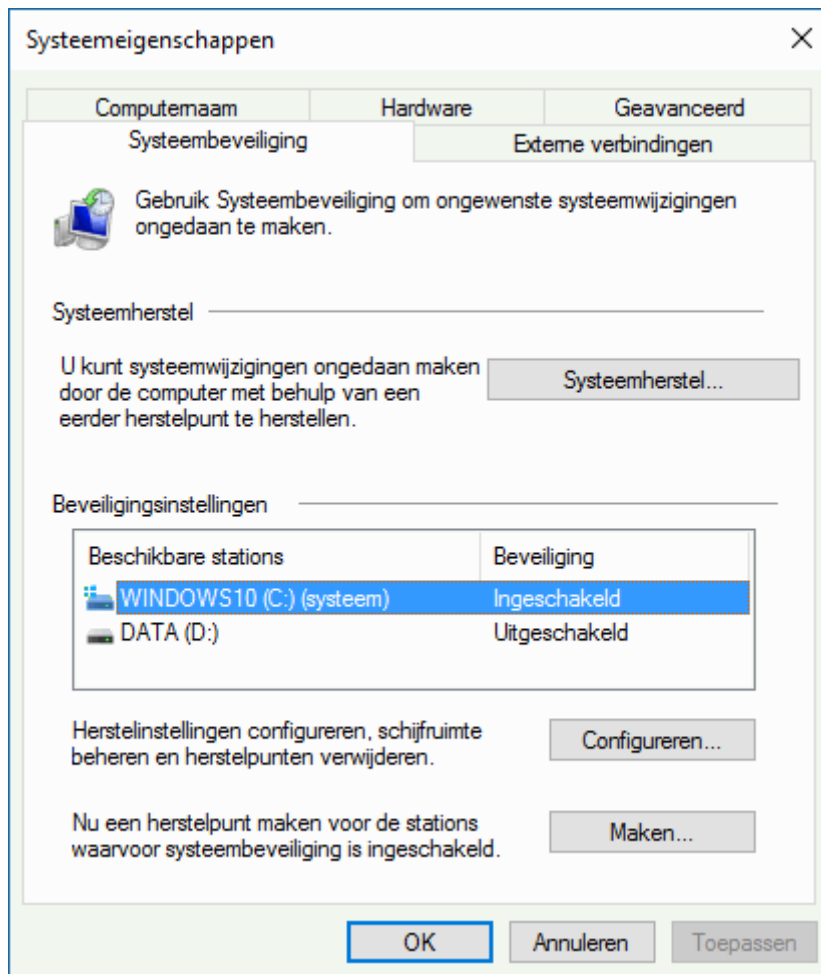 Systeemeigenschappen
Computernaam
Hardware
Geavanceerd
Systeembeveiliging
Externe verbindingen
Gebruik Systeembeveiliging om ongewenste systeemwijzigingen
ongedaan te maken.
Systeemherstel
U kunt systeemwijzigingen ongedaan maken
door de computer met behulp van een
eerder herstelpunt te herstellen.
Systeemherstel...
Beveiligingsinstellingen
Beschikbare stations Beveiliging
WINDOWS10 (C:) (systeem) Ingeschakeld
DATA (D:) Uitgeschakeld
Herstelinstellingen configureren, schijfruimte
beheren en herstelpunten verwijderen.
Configureren...
Nu een herstelpunt maken voor de stations
waarvoor systeembeveiliging is ingeschakeld.
Maken...
OK
Annuleren
Toepassen